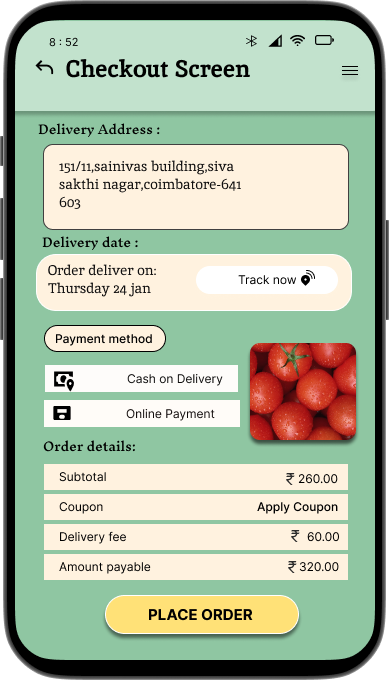 8 : 52
Checkout Screen
Delivery Address :
151/11,sainivas building,siva
sakthi nagar,coimbatore-641
603
Delivery date :
Order deliver on:
Thursday 24 jan
Track now
Payment method
Cash on Delivery
Online Payment
Order details:
Subtotal ₹ 260.00
Coupon Apply Coupon
Delivery fee ₹ 60.00
Amount payable ₹ 320.00
PLACE ORDER